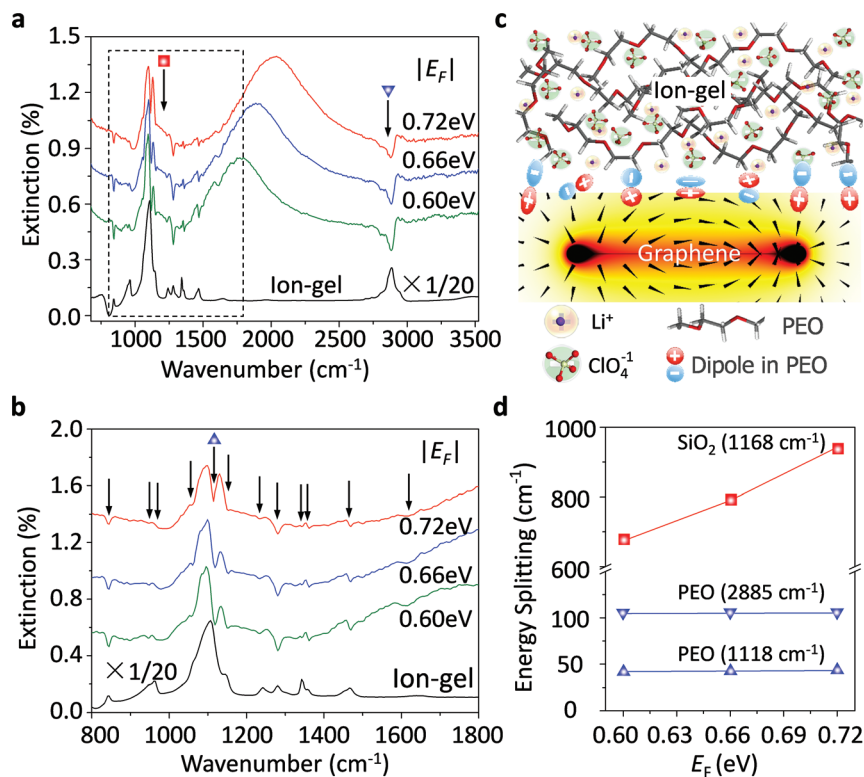 a
1.5
1.2
0.9
0.6
0.3
0.0
Extinction (%)
|E_F|
0.72eV
0.66eV
0.60eV
Ion-gel
×1/20
1000 1500 2000 2500 3000 3500
Wavenumber (cm⁻¹)
b
2.0
1.6
1.2
0.8
0.4
0.0
Extinction (%)
|E_F|
0.72eV
0.66eV
0.60eV
×1/20
Ion-gel
800 1000 1200 1400 1600 1800
Wavenumber (cm⁻¹)
c
Ion-gel
Graphene
Li⁺
PEO
ClO₄⁻¹
Dipole in PEO
d
1000
800
600
100
50
0
Energy Splitting (cm⁻¹)
SiO₂ (1168 cm⁻¹)
PEO (2885 cm⁻¹)
PEO (1118 cm⁻¹)
0.60 0.63 0.66 0.69 0.72
E_F (eV)